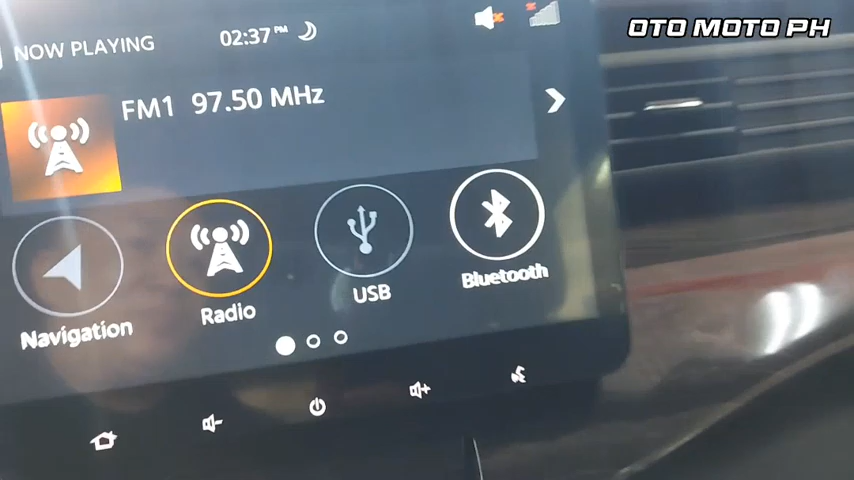 OTO MOTO PH
NOW PLAYING 02:37 PM
FM1 97.50 MHz
Navigation Radio USB Bluetooth